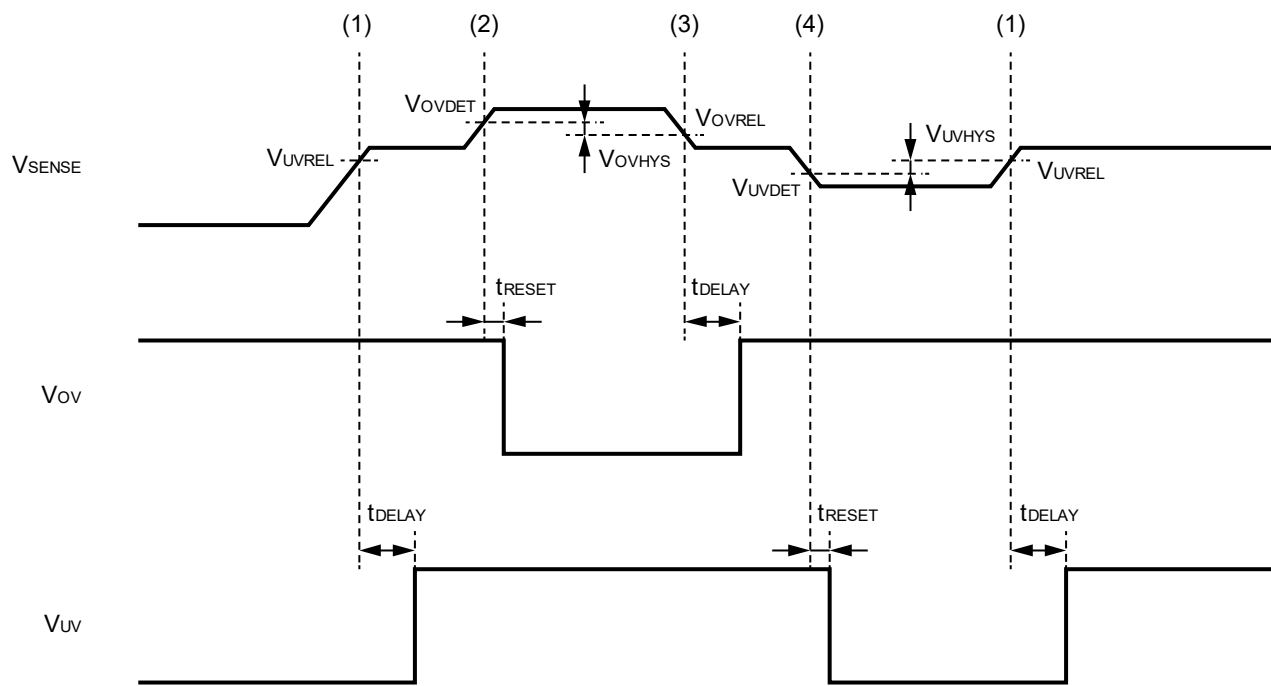 (1) (2) (3) (4) (1)
VOVDET VOVREL VUVHYS
VUVREL VOVHYS
VSENSE VUVDET VUVREL
tRESET tDELAY
VOV
tDELAY tRESET tDELAY
VUV